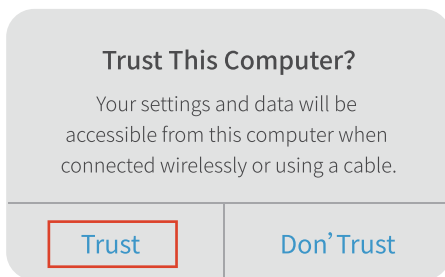 Trust This Computer?
Your settings and data will be
accessible from this computer when
connected wirelessly or using a cable.
Trust
Don’Trust